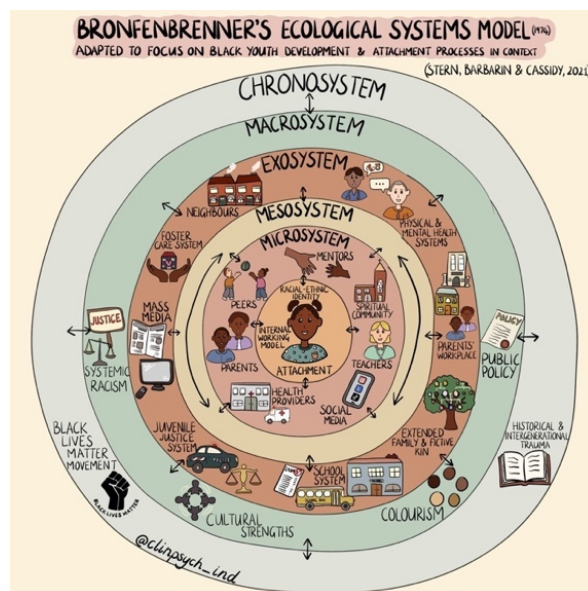 BRONFENBRENNER'S ECOLOGICAL SYSTEMS MODEL (1974)
ADAPTED TO FOCUS ON BLACK YOUTH DEVELOPMENT & ATTACHMENT PROCESSES IN CONTEXT
(STERN, BARBARIN & CASSIDY, 2021)
CHRONOSYSTEM
MACROSYSTEM
EXOSYSTEM
NEIGHBOURS
MESOSYSTEM
PHYSICAL &
MENTAL HEALTH
SYSTEMS
FOSTER
CARE SYSTEM
MICROSYSTEM
MENTORS
PEERS
RACIAL-ETHNIC
IDENTITY
SPIRITUAL
COMMUNITY
MASS
MEDIA
JUSTICE
SYSTEMIC
RACISM
INTERNAL
WORKING
MODEL
PARENTS
ATTACHMENT
TEACHERS
PARENTS'
WORKPLACE
POLICY
PUBLIC
POLICY
HEALTH
PROVIDERS
SOCIAL
MEDIA
JUVENILE
JUSTICE
SYSTEM
EXTENDED
FAMILY & FICTIVE
KIN
BLACK
LIVES
MATTER
MOVEMENT
HISTORICAL &
INTERGENERATIONAL
TRAUMA
SCHOOL
SYSTEM
BLACK LIVES MATTER
CULTURAL
STRENGTHS
COLOURISM
@clinpsych_ind